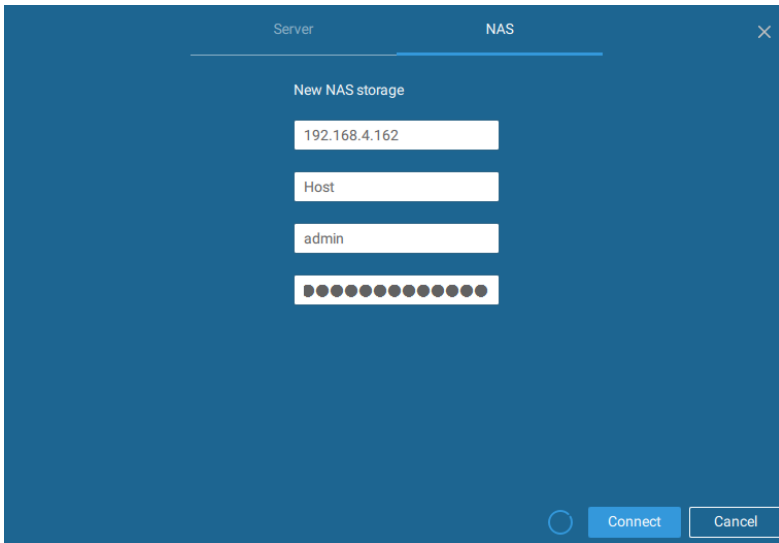 Server
NAS
New NAS storage
192.168.4.162
Host
admin
Connect
Cancel